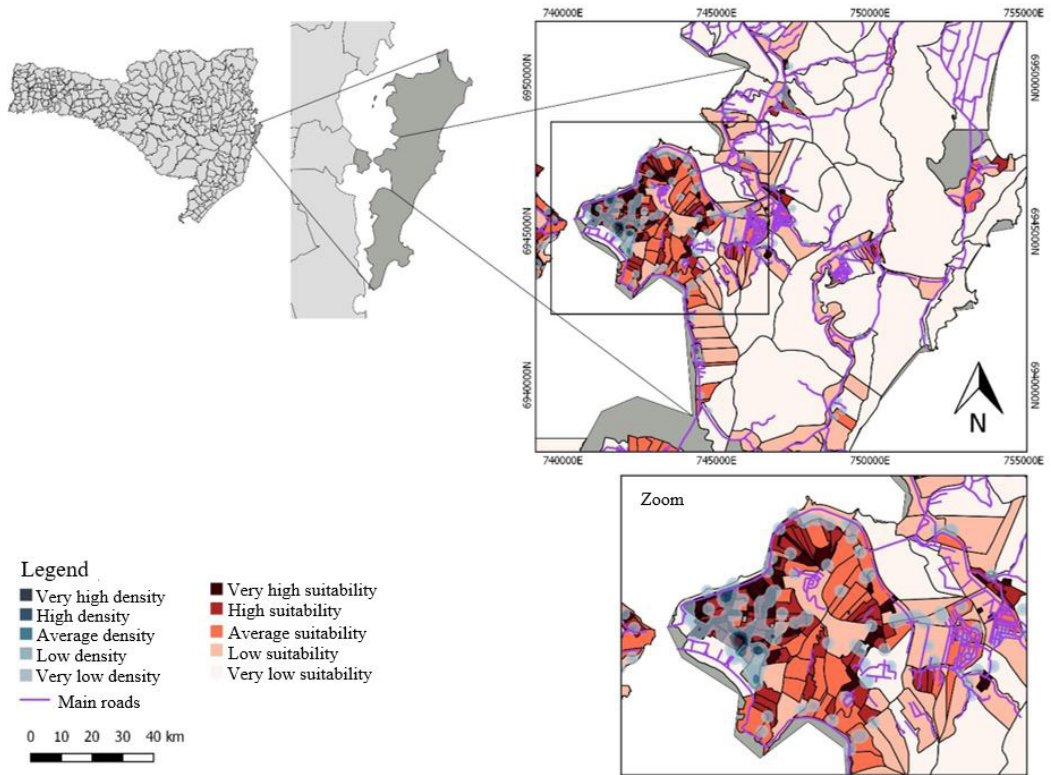 740000E 745000E 750000E 755000E
6950000N
6945000N
6940000N
6950000N
6945000N
6940000N
N
740000E 745000E 750000E 755000E
Zoom
Legend
Very high density
High density
Average density
Low density
Very low density
Main roads
Very high suitability
High suitability
Average suitability
Low suitability
Very low suitability
0 10 20 30 40 km